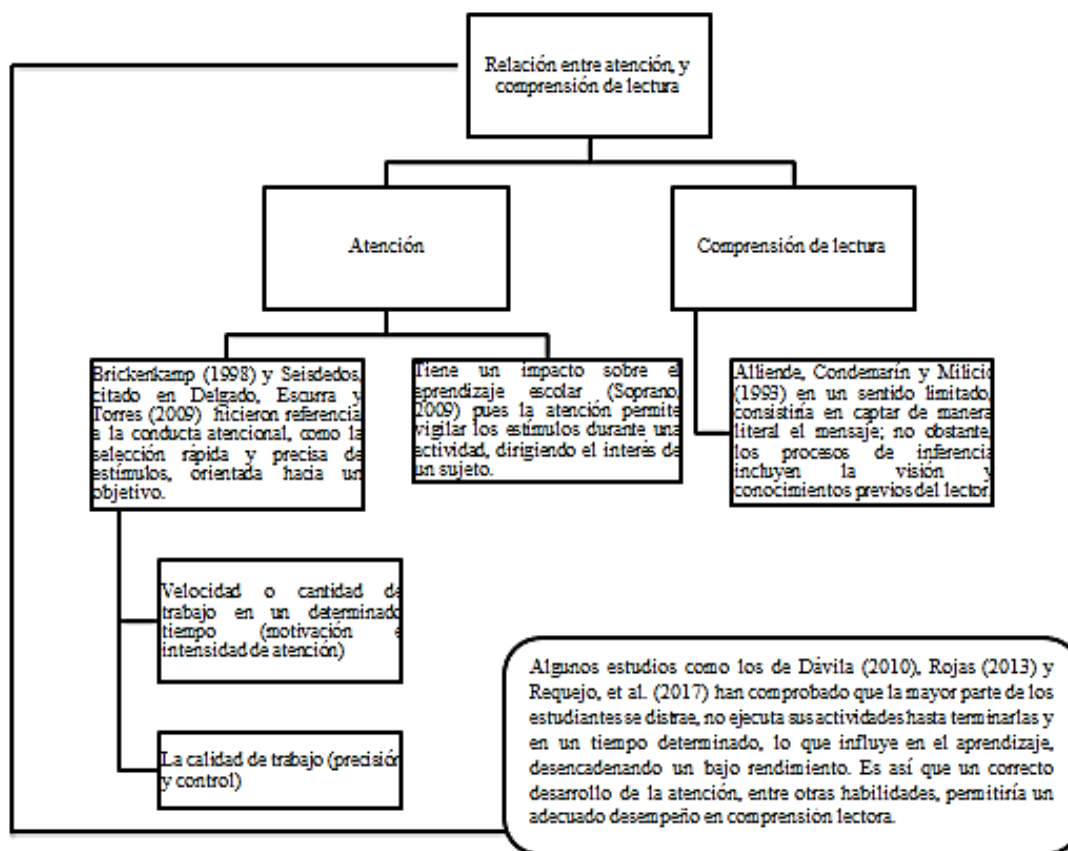 Relación entre atención, y
comprensión de lectura
Atención
Comprensión de lectura
Brickenkamp (1998) y Seisdedos,
citado en Delgado, Escurra y
Torres (2009) hicieron referencia
a la conducta atencional, como la
selección rápida y precisa de
estímulos, orientada hacia un
objetivo.
Tiene un impacto sobre el
aprendizaje escolar (Soprano,
2009) pues la atención permite
vigilar los estímulos durante una
actividad, dirigiendo el interés de
un sujeto.
Alliende, Condemarín y Milicic
(1993) en un sentido limitado,
consistiría en captar de manera
literal el mensaje; no obstante,
los procesos de inferencia
incluyen la visión y
conocimientos previos del lector.
Velocidad o cantidad de
trabajo en un determinado
tiempo (motivación e
intensidad de atención)
La calidad de trabajo (precisión
y control)
Algunos estudios como los de Dávila (2010), Rojas (2013) y
Requejo, et al. (2017) han comprobado que la mayor parte de los
estudiantes se distrae, no ejecuta sus actividades hasta terminarlas y
en un tiempo determinado, lo que influye en el aprendizaje,
desencadenando un bajo rendimiento. Es así que un correcto
desarrollo de la atención, entre otras habilidades, permitiría un
adecuado desempeño en comprensión lectora.